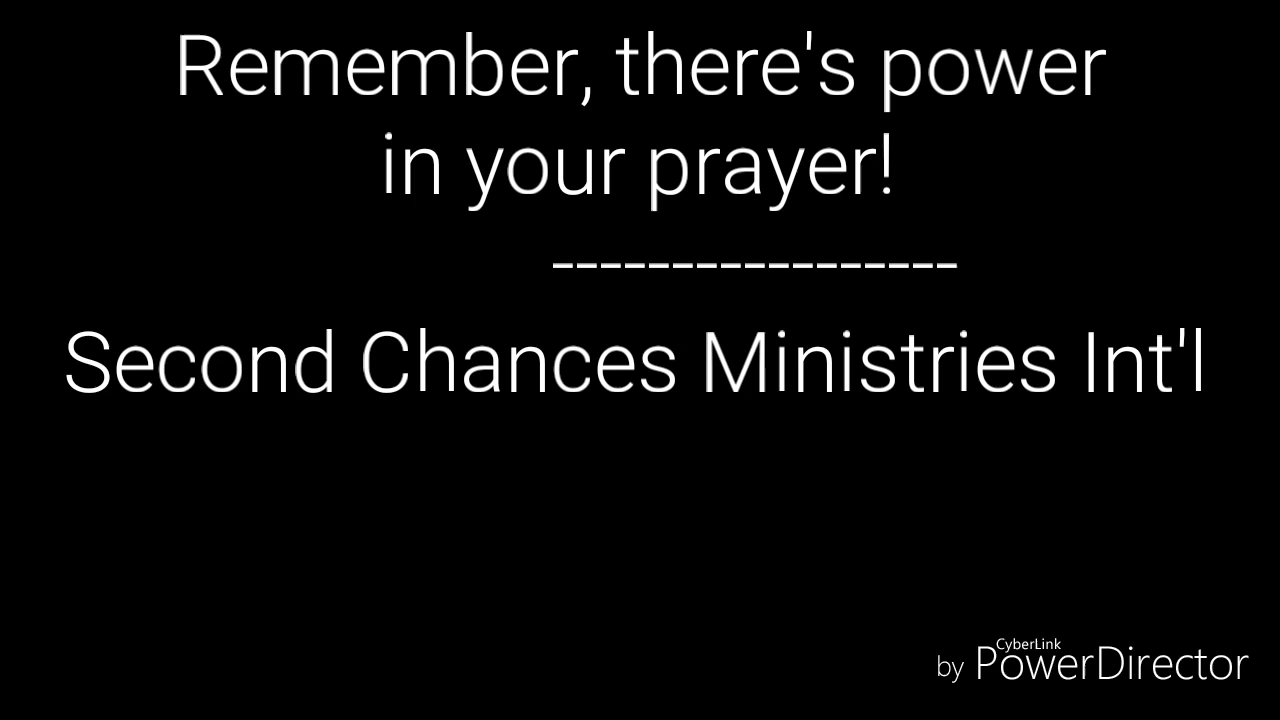 Remember, there's power
in your prayer!
-----------------
Second Chances Ministries Int'l
by CyberLink PowerDirector